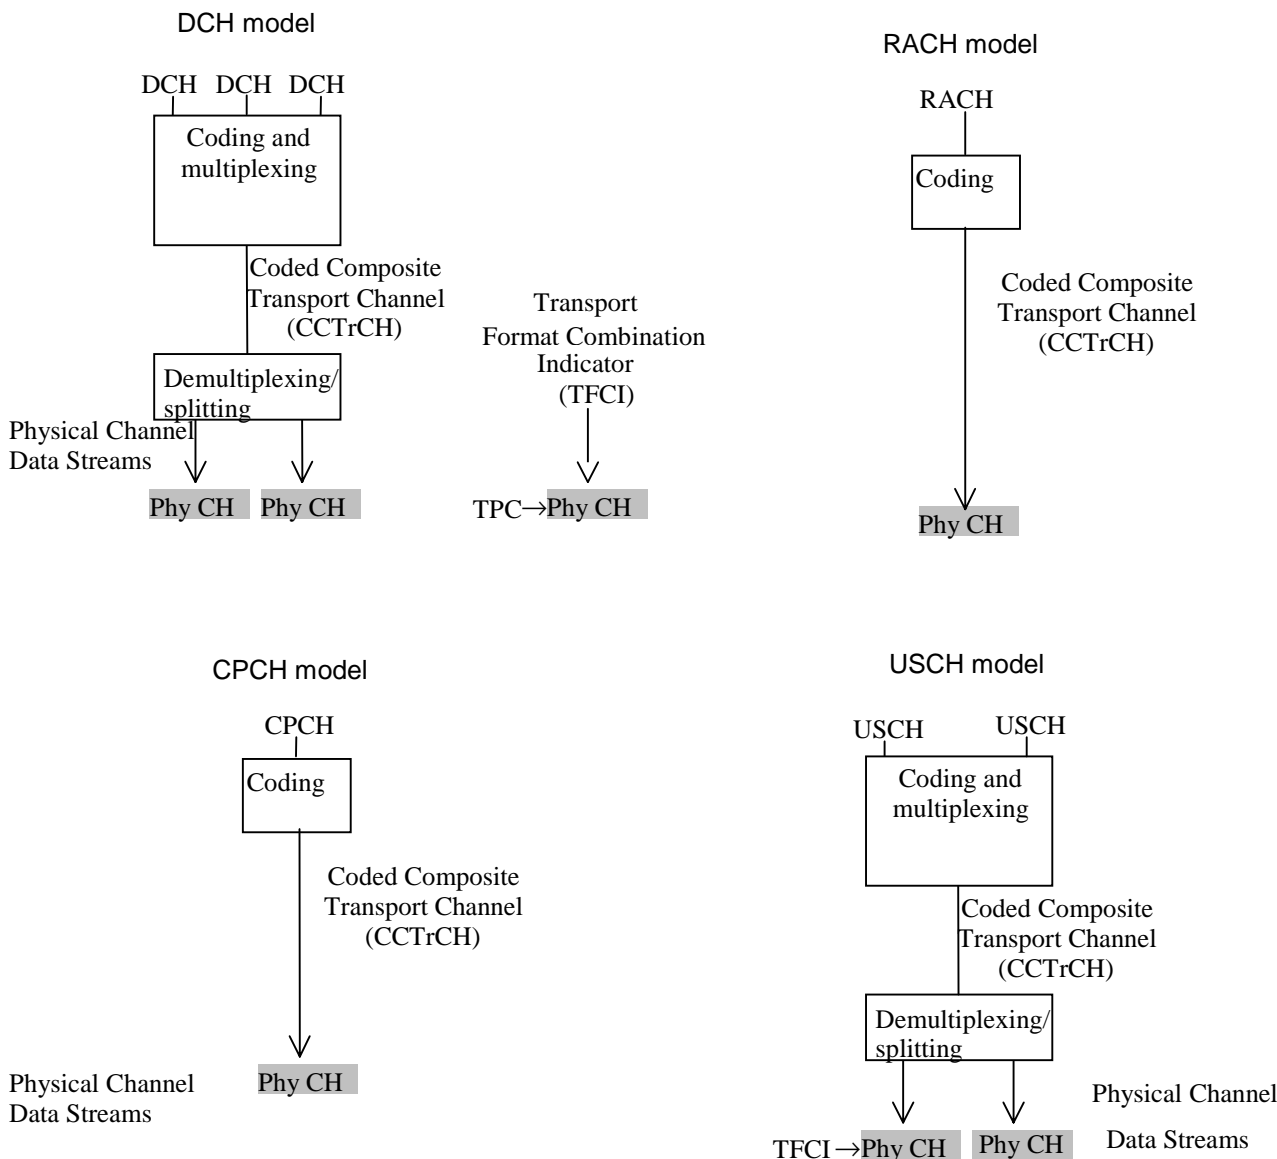 DCH model
DCH DCH DCH
Coding and
multiplexing
Coded Composite
Transport Channel
(CCTrCH)
Demultiplexing/
splitting
Physical Channel
Data Streams
Phy CH Phy CH
Transport
Format Combination
Indicator
(TFCI)
TPC→Phy CH
RACH model
RACH
Coding
Coded Composite
Transport Channel
(CCTrCH)
Phy CH
CPCH model
CPCH
Coding
Coded Composite
Transport Channel
(CCTrCH)
Physical Channel
Data Streams
Phy CH
USCH model
USCH USCH
Coding and
multiplexing
Coded Composite
Transport Channel
(CCTrCH)
Demultiplexing/
splitting
TFCI→Phy CH Phy CH
Physical Channel
Data Streams